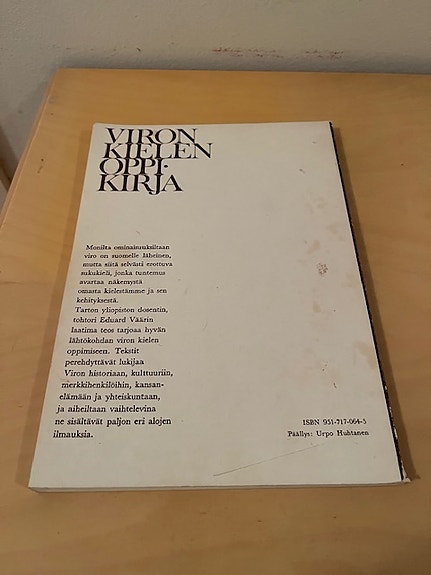 VIRON
KIELEN
OPPI-
KIRJA
Monilta ominaisuuksiltaan
viro on suomelle läheinen,
mutta siitä selvästi erottuva
sukukieli, jonka tuntemus
avartaa näkemystä
omasta kielestämme ja sen
kehityksestä.
Tarton yliopiston dosentin,
tohtori Eduard Väärin
laatima teos tarjoaa hyvän
lähtökohdan viron kielen
oppimiseen. Tekstit
perehdyttävät lukijaa
Viron historiaan, kulttuuriin,
merkkihenkilöihin, kansan-
elämään ja yhteiskuntaan,
ja aiheiltaan vaihtelevina
ne sisältävät paljon eri alojen
ilmauksia.
ISBN 951-717-064-5
Päällys: Urpo Huhtanen